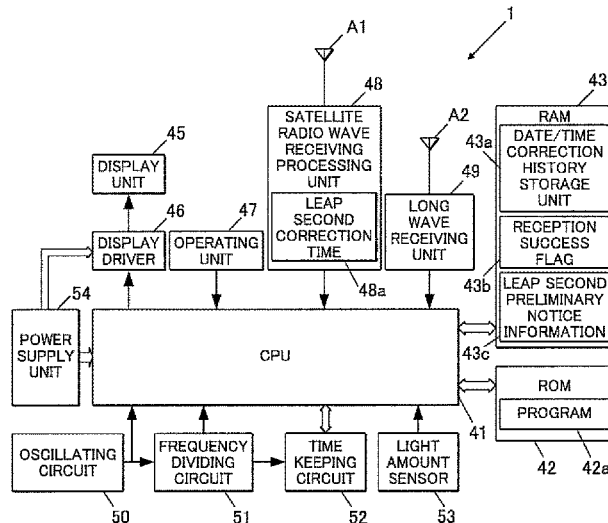 A1
1
48
43
SATELLITE
RADIO WAVE
RECEIVING
PROCESSING
UNIT
LEAP
SECOND
CORRECTION
TIME
48a
A2
49
LONG
WAVE
RECEIVING
UNIT
RAM
43a
DATE/TIME
CORRECTION
HISTORY
STORAGE
UNIT
RECEPTION
SUCCESS
FLAG
43b
LEAP SECOND
PRELIMINARY
NOTICE
INFORMATION
43c
45
DISPLAY
UNIT
46
DISPLAY
DRIVER
47
OPERATING
UNIT
54
POWER
SUPPLY
UNIT
CPU
41
ROM
PROGRAM
42
42a
OSCILLATING
CIRCUIT
50
FREQUENCY
DIVIDING
CIRCUIT
51
TIME
KEEPING
CIRCUIT
52
LIGHT
AMOUNT
SENSOR
53